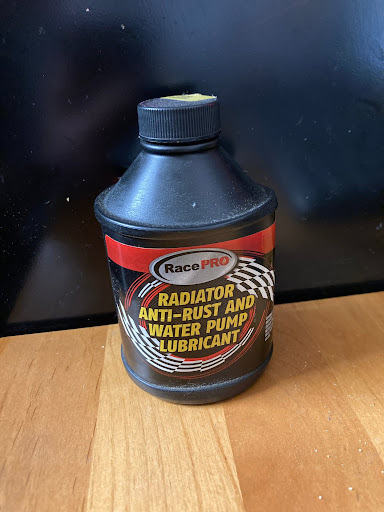 RacePRO
RADIATOR
ANTI-RUST AND
WATER PUMP
LUBRICANT